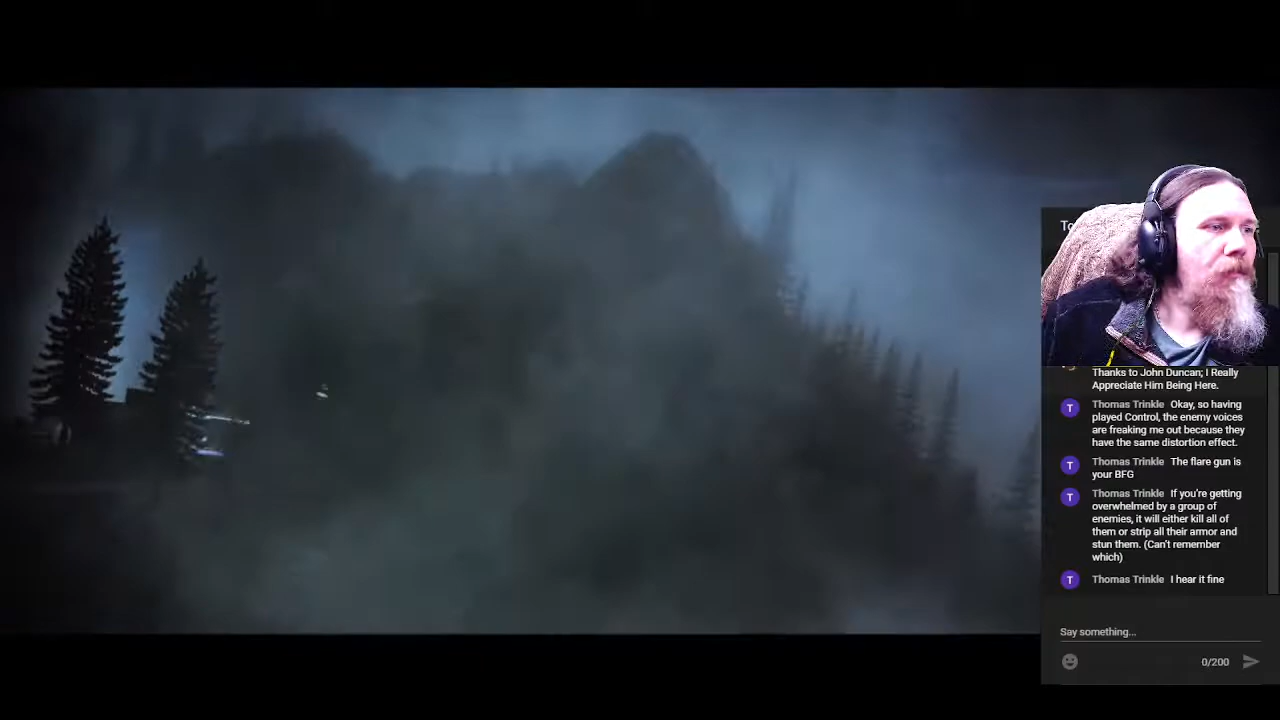 To
Thanks to John Duncan; I Really
Appreciate Him Being Here.
T
Thomas Trinkle Okay, so having
played Control, the enemy voices
are freaking me out because they
have the same distortion effect.
T
Thomas Trinkle The flare gun is
your BFG
T
Thomas Trinkle If you're getting
overwhelmed by a group of
enemies, it will either kill all of
them or strip all their armor and
stun them. (Can't remember
which)
T
Thomas Trinkle I hear it fine
Say something...
0/200